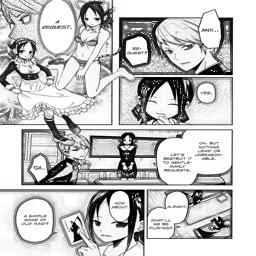 ANY...
A
REQUEST.
RE-
QUEST?
YES.
OH, BUT
NOTHING
LEWD OR
UNREASON-
ABLE.
LET'S
RESTRICT IT
TO GENTLE-
MANLY
REQUESTS.
TSK...
ALRIGHT.
WHAT'LL
WE BE
PLAYING?
HOW
ABOUT
A SIMPLE
GAME OF
OLD MAID?